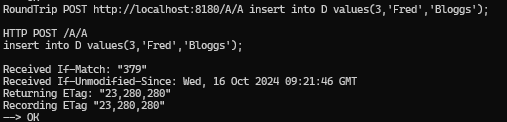 RoundTrip POST http://localhost:8180/A/A insert into D values(3,'Fred','Bloggs');
HTTP POST /A/A
insert into D values(3,'Fred','Bloggs');
Received If-Match: "379"
Received If-Unmodified-Since: Wed, 16 Oct 2024 09:21:46 GMT
Returning ETag: "23,280,280"
Recording ETag "23,280,280"
--> OK